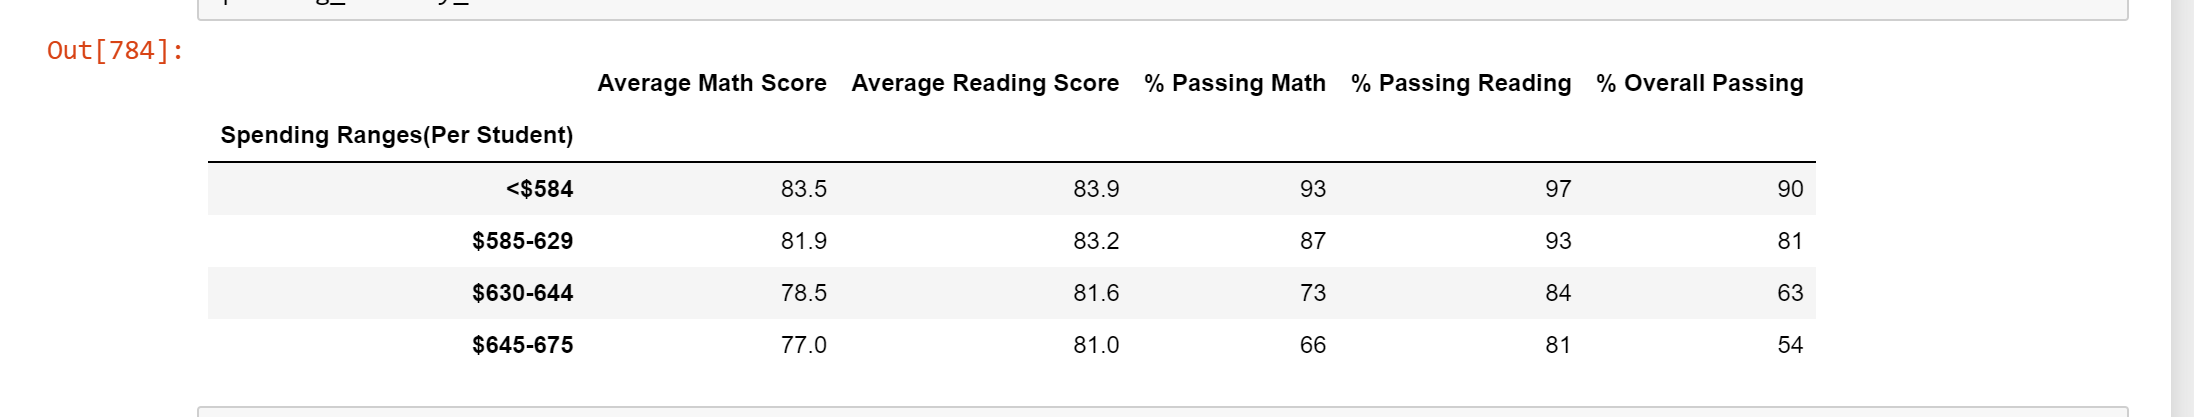 Out[784]:
Average Math Score Average Reading Score % Passing Math % Passing Reading % Overall Passing
Spending Ranges(Per Student)
<$584 83.5 83.9 93 97 90
$585-629 81.9 83.2 87 93 81
$630-644 78.5 81.6 73 84 63
$645-675 77.0 81.0 66 81 54